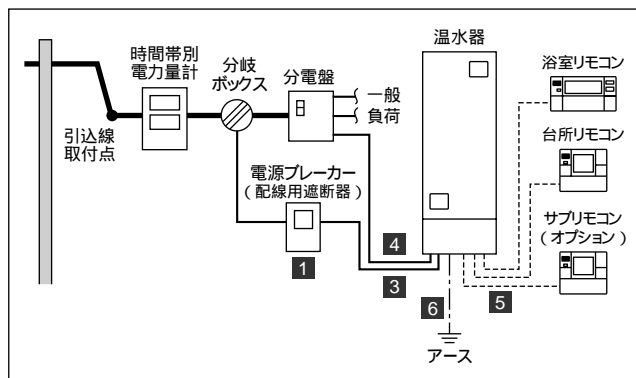 時間帯別
電力量計
分岐
ボックス
分電盤
一般
負荷
温水器
浴室リモコン
引込線
取付点
台所リモコン
電源ブレーカー
(配線用遮断器)
サブリモコン
(オプション)
1
4
3
6
5
アース